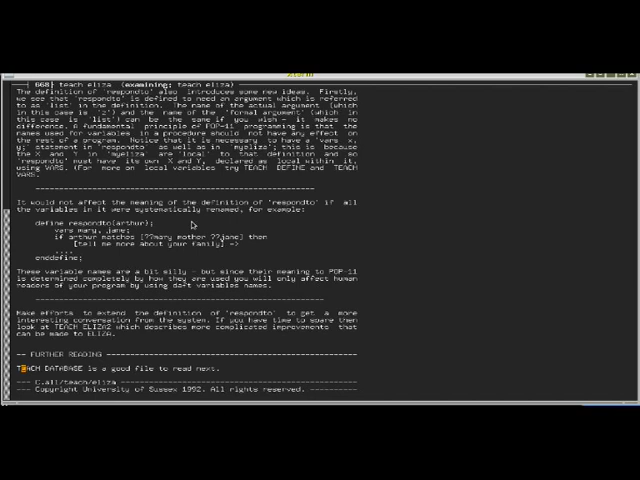 Xterm
---[ 668} teach eliza (examining; teach eliza) ---
The definition of 'respondto' also introduces some new ideas. Firstly,
we see that 'respondto' is defined to need an argument which is referred
to as 'list' in the definition. The name of the actual argument (which
in this case is 'z') and the name of the 'formal argument' (which in
this case is 'list') can be the same if you wish - it makes no
difference. A fundamental principle of POP-11 programming is that the
names used for variables in a procedure should not have any effect on
the rest of a program. Notice that it is necessary to have a 'vars x,
y;' statement in 'respondto' as well as in 'myeliza'; this is because
the X and Y in 'myeliza' are 'local' to that definition and so
'respondto' must have its own X and Y, declared as local within it,
using VARS. (For more on local variables try TEACH DEFINE and TEACH
VARS.
It would not affect the meaning of the definition of 'respondto' if all
the variables in it were systematically renamed, for example:
define respondto(arthur);
vars mary, jane;
if arthur matches [??mary mother ??jane] then
[tell me more about your family] =>
....
enddefine;
These variable names are a bit silly - but since their meaning to POP-11
is determined completely by how they are used you will only affect human
readers of your program by using daft variable names.
Make efforts to extend the definition of 'respondto' to get a more
interesting conversation from the system. If you have time to spare then
look at TEACH ELIZA2 which describes more complicated improvements that
can be made to ELIZA.
-- FURTHER READING ---
TEACH DATABASE is a good file to read next.
--- C.all/teach/eliza ---
--- Copyright University of Sussex 1992. All rights reserved. ---